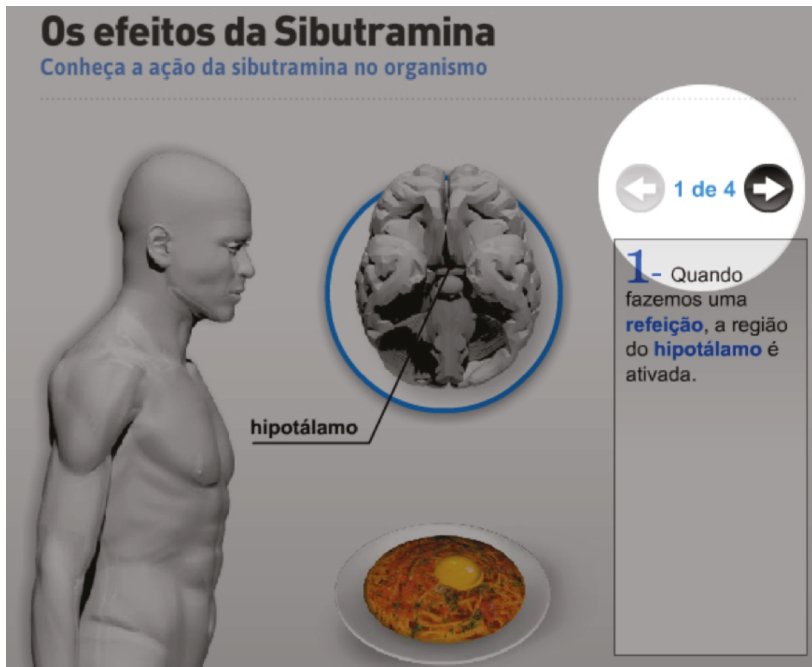 Os efeitos da Sibutramina
Conheça a ação da sibutramina no organismo
1 de 4
1- Quando
fazemos uma
refeição, a região
do hipotálamo é
ativada.
hipotálamo